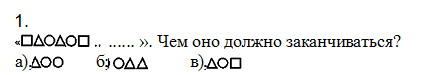 1.
«□△○△○□ .. ...... ». Чем оно должно заканчиваться?
а),△○○ б); ○△△ в),△○□